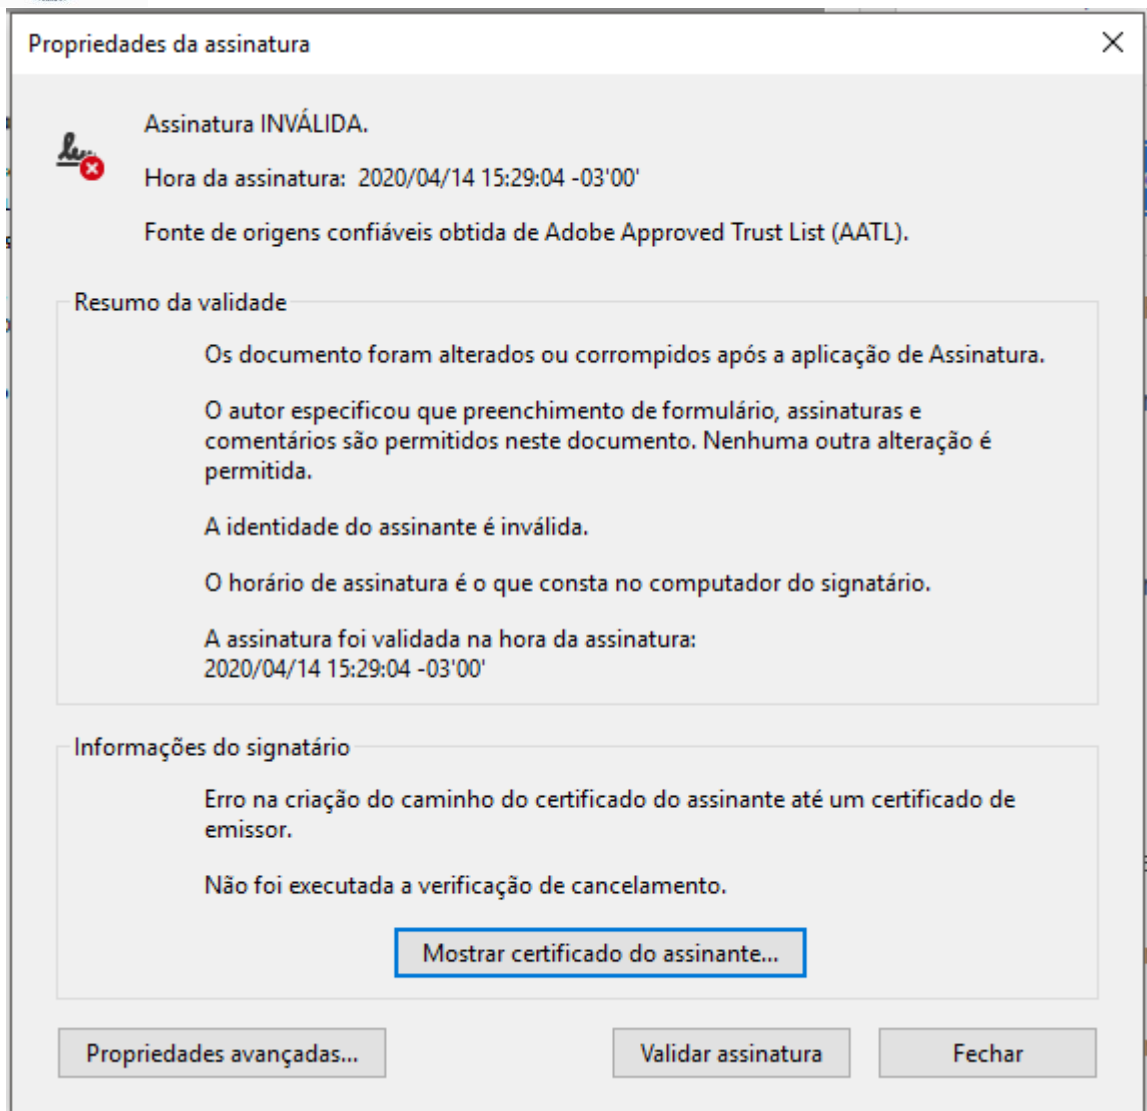 Propriedades da assinatura
Assinatura INVÁLIDA.
Hora da assinatura: 2020/04/14 15:29:04 -03'00'
Fonte de origens confiáveis obtida de Adobe Approved Trust List (AATL).
Resumo da validade
Os documento foram alterados ou corrompidos após a aplicação de Assinatura.
O autor especificou que preenchimento de formulário, assinaturas e
comentários são permitidos neste documento. Nenhuma outra alteração é
permitida.
A identidade do assinante é inválida.
O horário de assinatura é o que consta no computador do signatário.
A assinatura foi validada na hora da assinatura:
2020/04/14 15:29:04 -03'00'
Informações do signatário
Erro na criação do caminho do certificado do assinante até um certificado de
emissor.
Não foi executada a verificação de cancelamento.
Mostrar certificado do assinante...
Propriedades avançadas...
Validar assinatura
Fechar